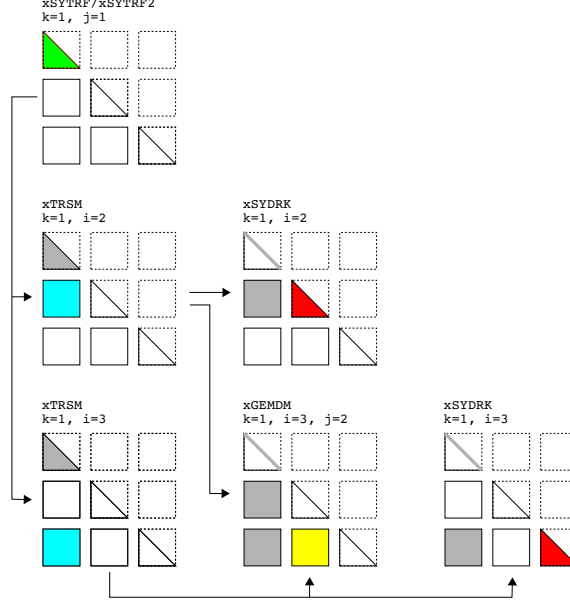 xSYTRF/xSYTRF2
k=1, j=1
xTRSM
k=1, i=2
xSYDRK
k=1, i=2
xTRSM
k=1, i=3
xGEMDM
k=1, i=3, j=2
xSYDRK
k=1, i=3